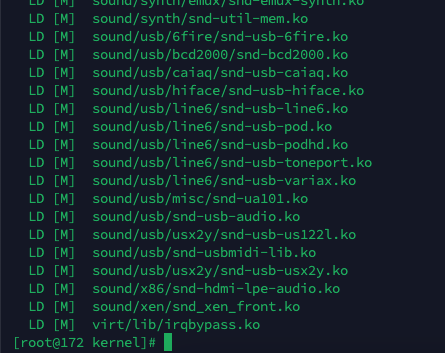 LD [M] sound/synth/emux/snd-emux-synth.ko
LD [M] sound/synth/snd-util-mem.ko
LD [M] sound/usb/6fire/snd-usb-6fire.ko
LD [M] sound/usb/bcd2000/snd-bcd2000.ko
LD [M] sound/usb/caiaq/snd-usb-caiaq.ko
LD [M] sound/usb/hiface/snd-usb-hiface.ko
LD [M] sound/usb/line6/snd-usb-line6.ko
LD [M] sound/usb/line6/snd-usb-pod.ko
LD [M] sound/usb/line6/snd-usb-podhd.ko
LD [M] sound/usb/line6/snd-usb-toneport.ko
LD [M] sound/usb/line6/snd-usb-variax.ko
LD [M] sound/usb/misc/snd-ua101.ko
LD [M] sound/usb/snd-usb-audio.ko
LD [M] sound/usb/usx2y/snd-usb-us122l.ko
LD [M] sound/usb/snd-usbmidi-lib.ko
LD [M] sound/usb/usx2y/snd-usb-usx2y.ko
LD [M] sound/x86/snd-hdmi-lpe-audio.ko
LD [M] sound/xen/snd_xen_front.ko
LD [M] virt/lib/irqbypass.ko
[root@172 kernel]#